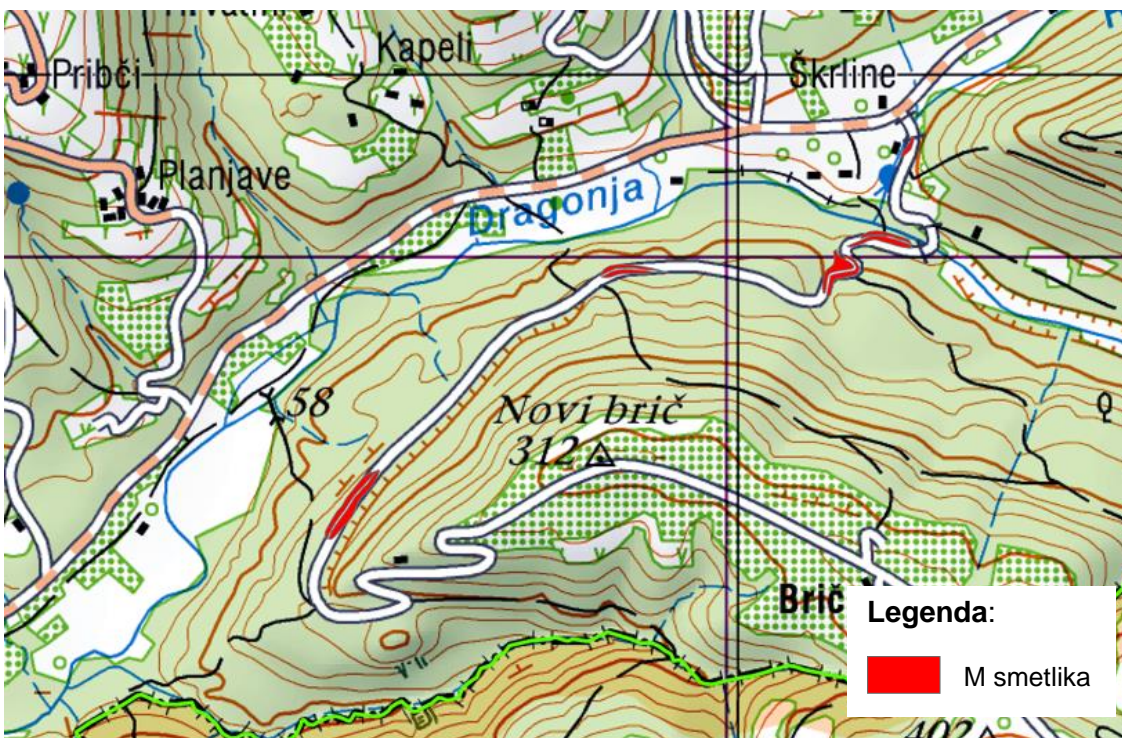 Kapeli
Pribči
Škrline
Planjave
Dragonja
58
Novi brič
312
Brič
Legenda:
M smetlika
402